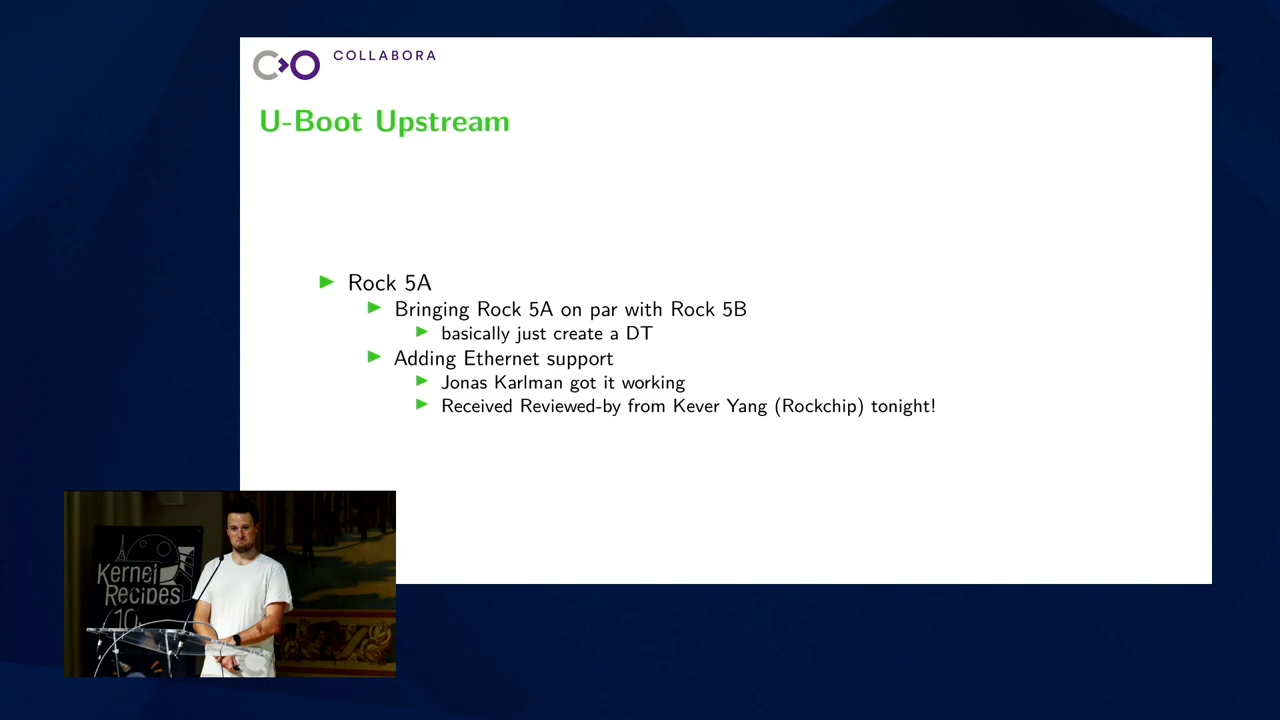 COLLABORA
U-Boot Upstream
Rock 5A
Bringing Rock 5A on par with Rock 5B
basically just create a DT
Adding Ethernet support
Jonas Karlman got it working
Received Reviewed-by from Kever Yang (Rockchip) tonight!
Kernel
Recipes
10